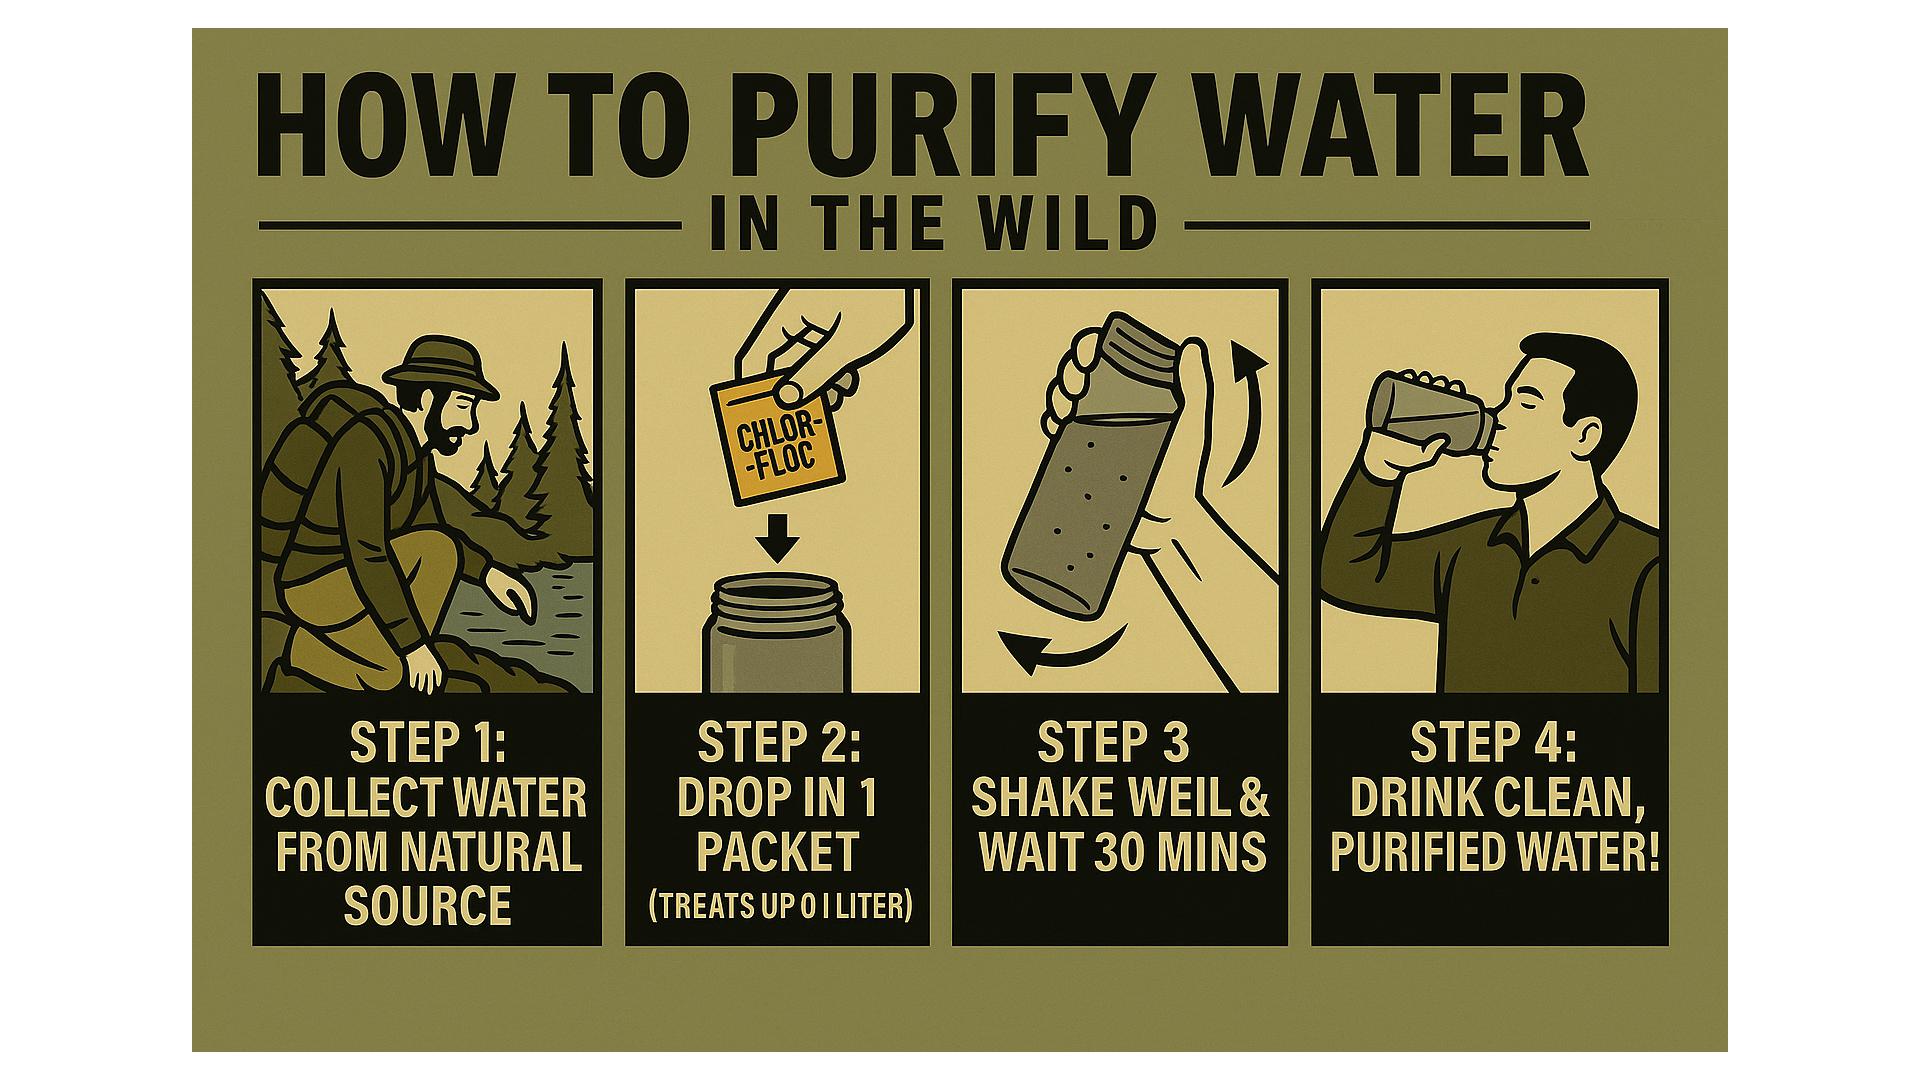 HOW TO PURIFY WATER
IN THE WILD
CHLOR-
-FLOC
STEP 1:
COLLECT WATER
FROM NATURAL
SOURCE
STEP 2:
DROP IN 1
PACKET
(TREATS UP 0 I LITER)
STEP 3
SHAKE WEIL &
WAIT 30 MINS
STEP 4:
DRINK CLEAN,
PURIFIED WATER!